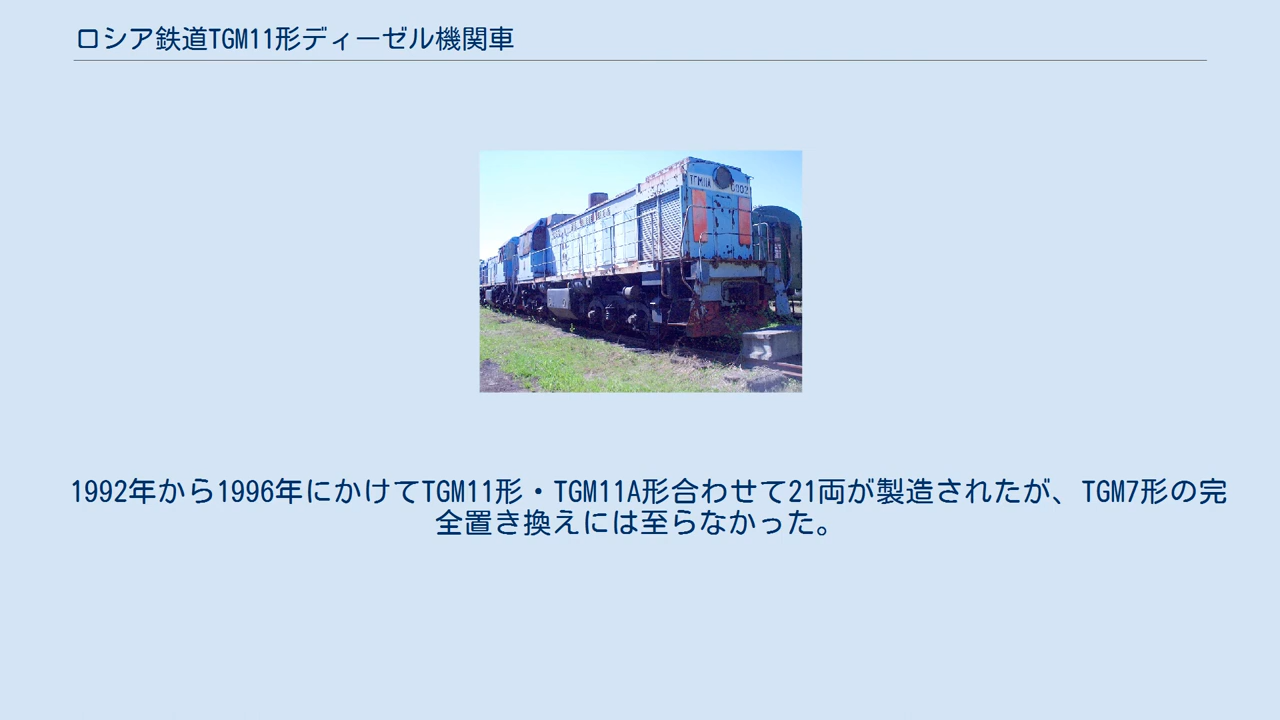 ロシア鉄道TGM11形ディーゼル機関車
ТГМ11А
0002
1992年から1996年にかけてTGM11形・TGM11A形合わせて21両が製造されたが、TGM7形の完
全置き換えには至らなかった。